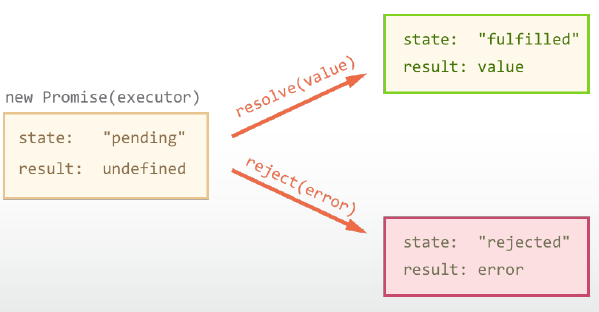 new Promise(executor)
state: "pending"
result: undefined
resolve(value)
reject(error)
state: "fulfilled"
result: value
state: "rejected"
result: error